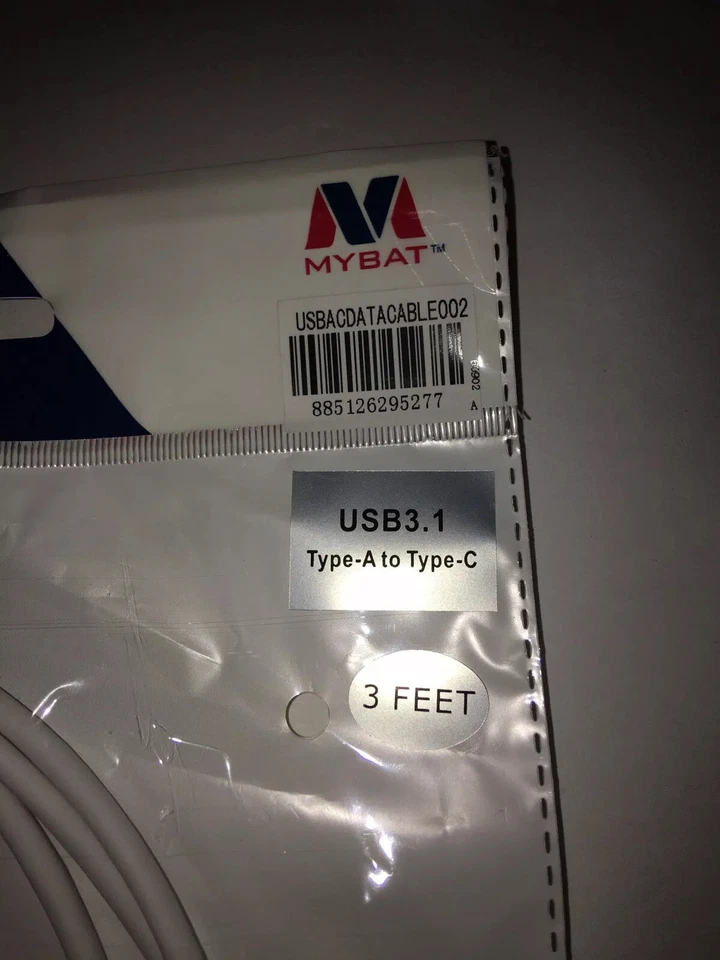 MYBAT™
USBACDATACABLE002
885126295277
A
USB3.1
Type-A to Type-C
3 FEET